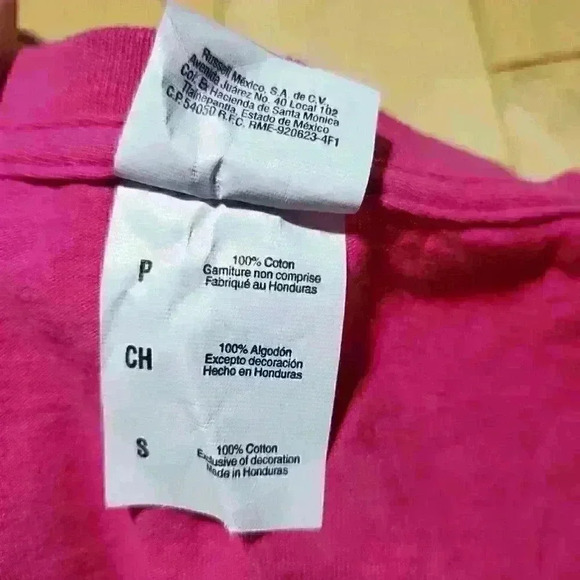 Russell México, S.A. de C.V.
Avenida Juárez No. 40 Local 102
Col. Ex Hacienda de Santa Mónica
Tlalnepantla, Estado de México
C.P. 54050 R.F.C. RME-920623-4F1
P
100% Coton
Garniture non comprise
Fabriqué au Honduras
CH
100% Algodón
Excepto decoración
Hecho en Honduras
S
100% Cotton
Exclusive of decoration
Made in Honduras